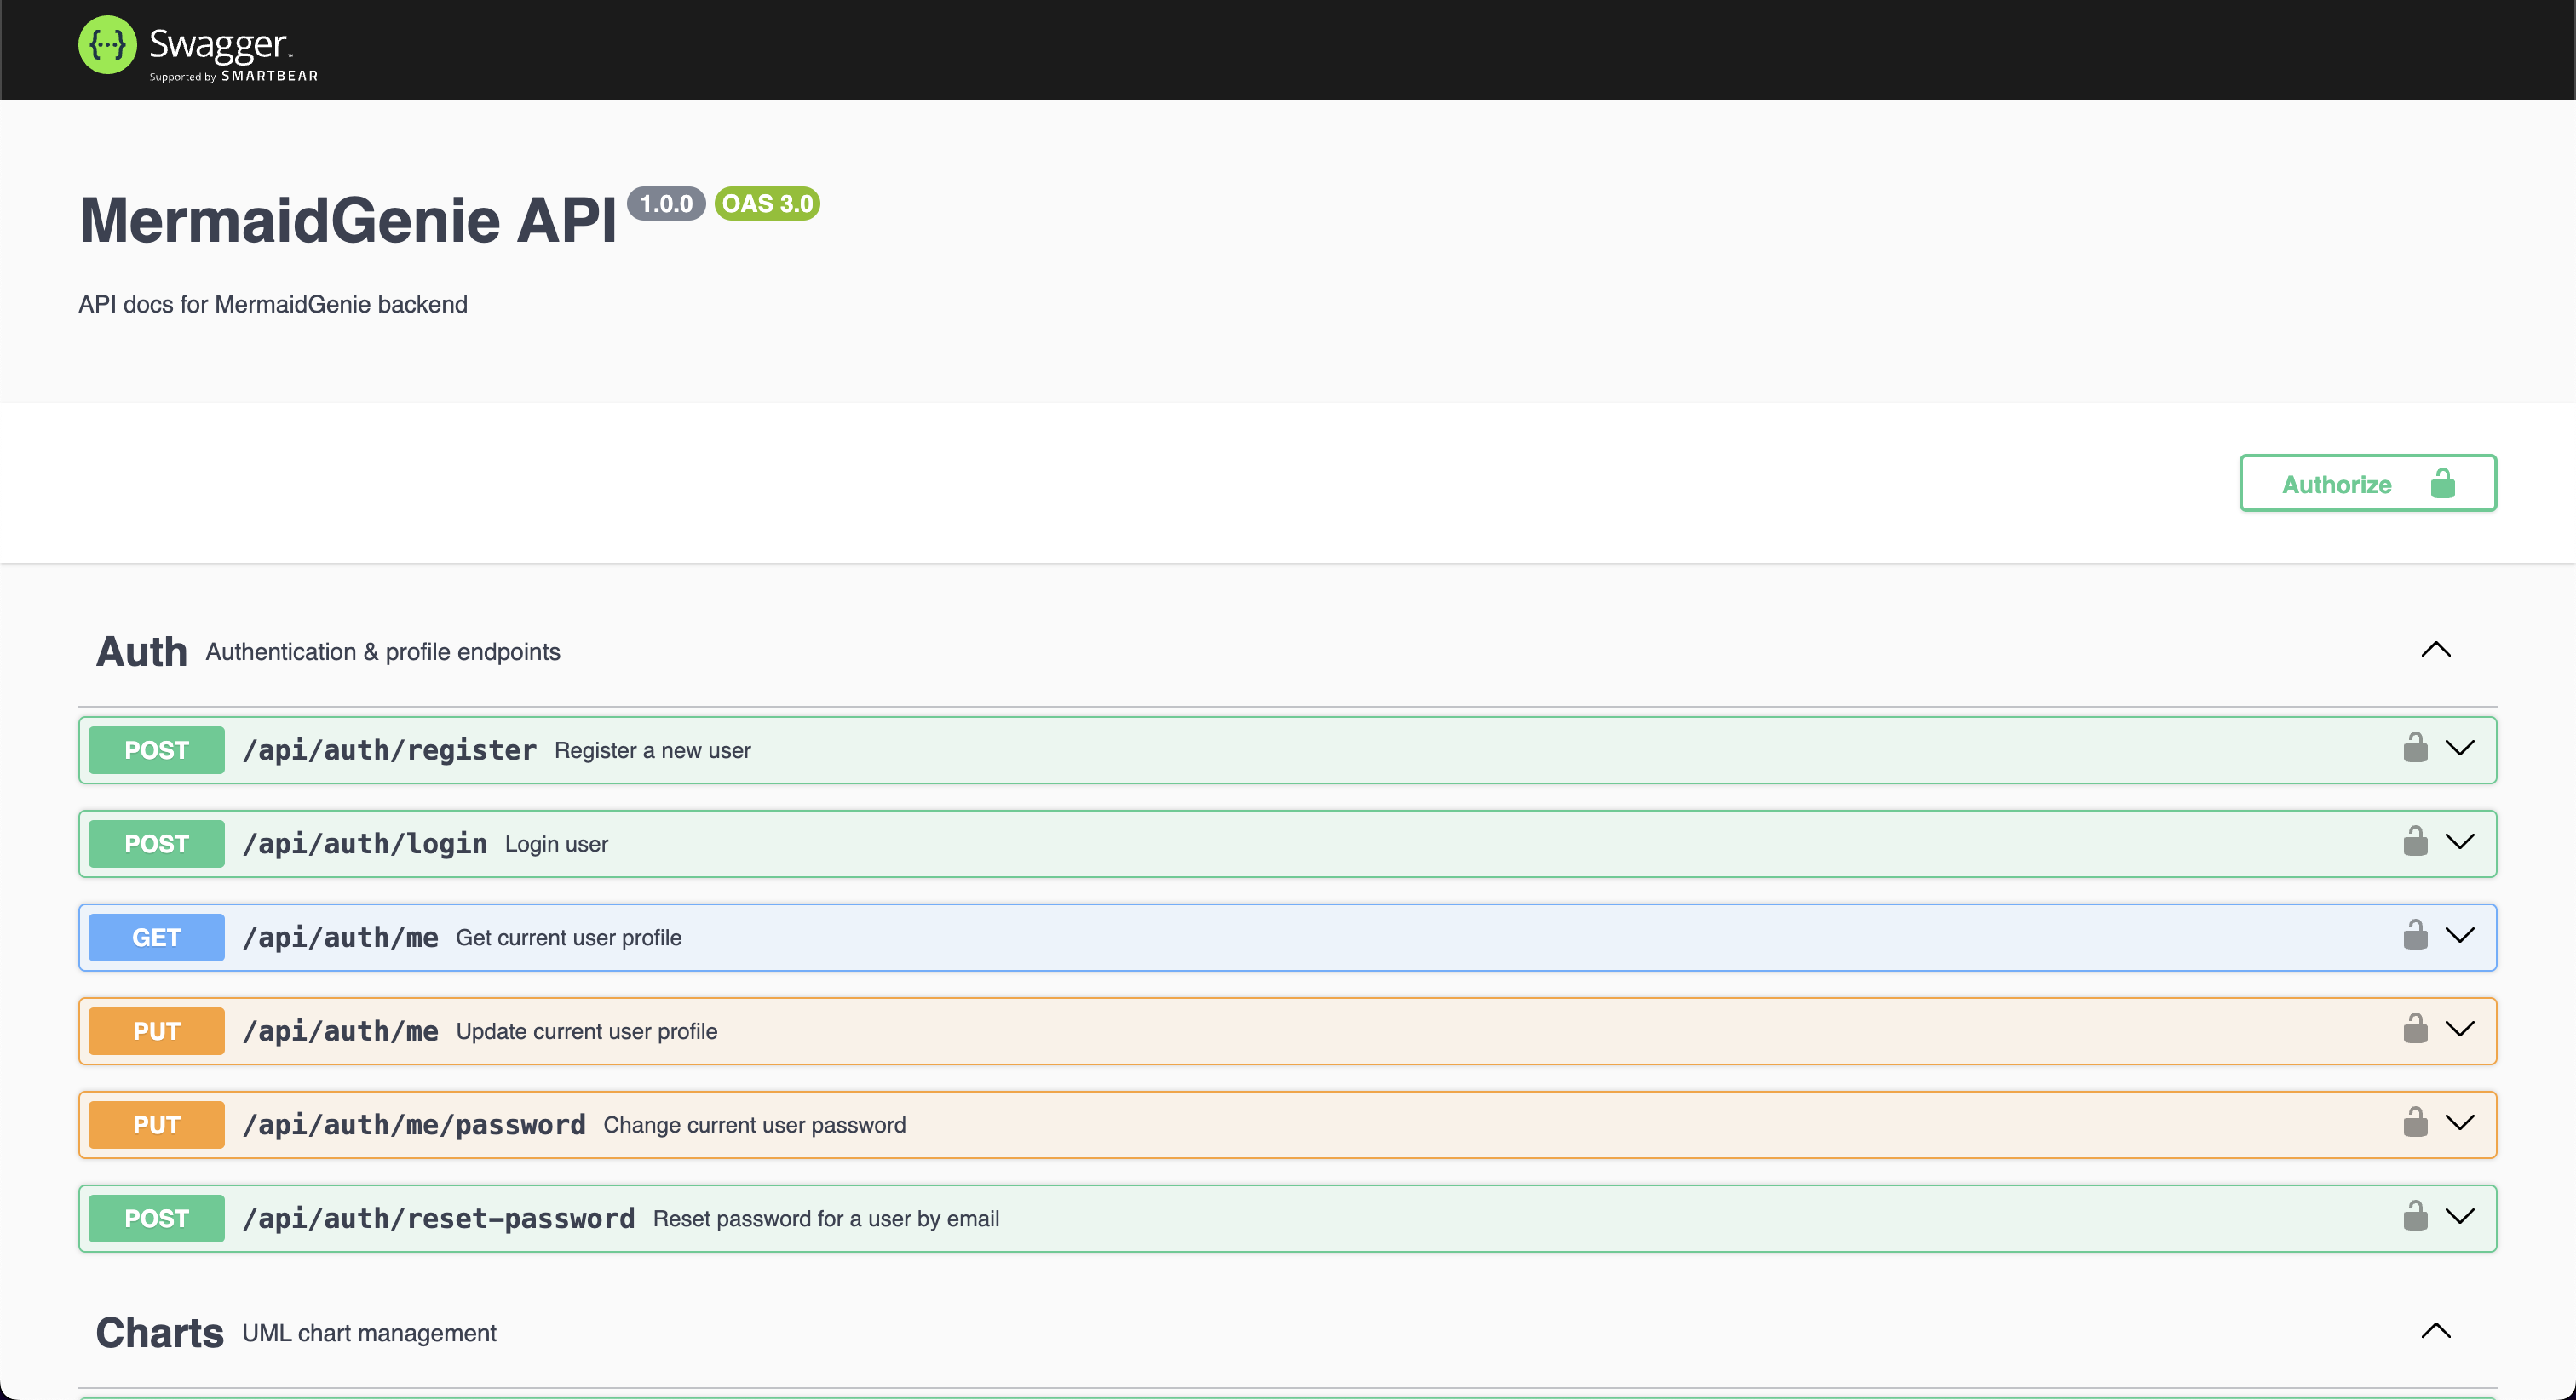 Swagger™
Supported by SMARTBEAR
MermaidGenie API 1.0.0 OAS 3.0
API docs for MermaidGenie backend
Authorize
Auth Authentication & profile endpoints
POST /api/auth/register Register a new user
POST /api/auth/login Login user
GET /api/auth/me Get current user profile
PUT /api/auth/me Update current user profile
PUT /api/auth/me/password Change current user password
POST /api/auth/reset-password Reset password for a user by email
Charts UML chart management